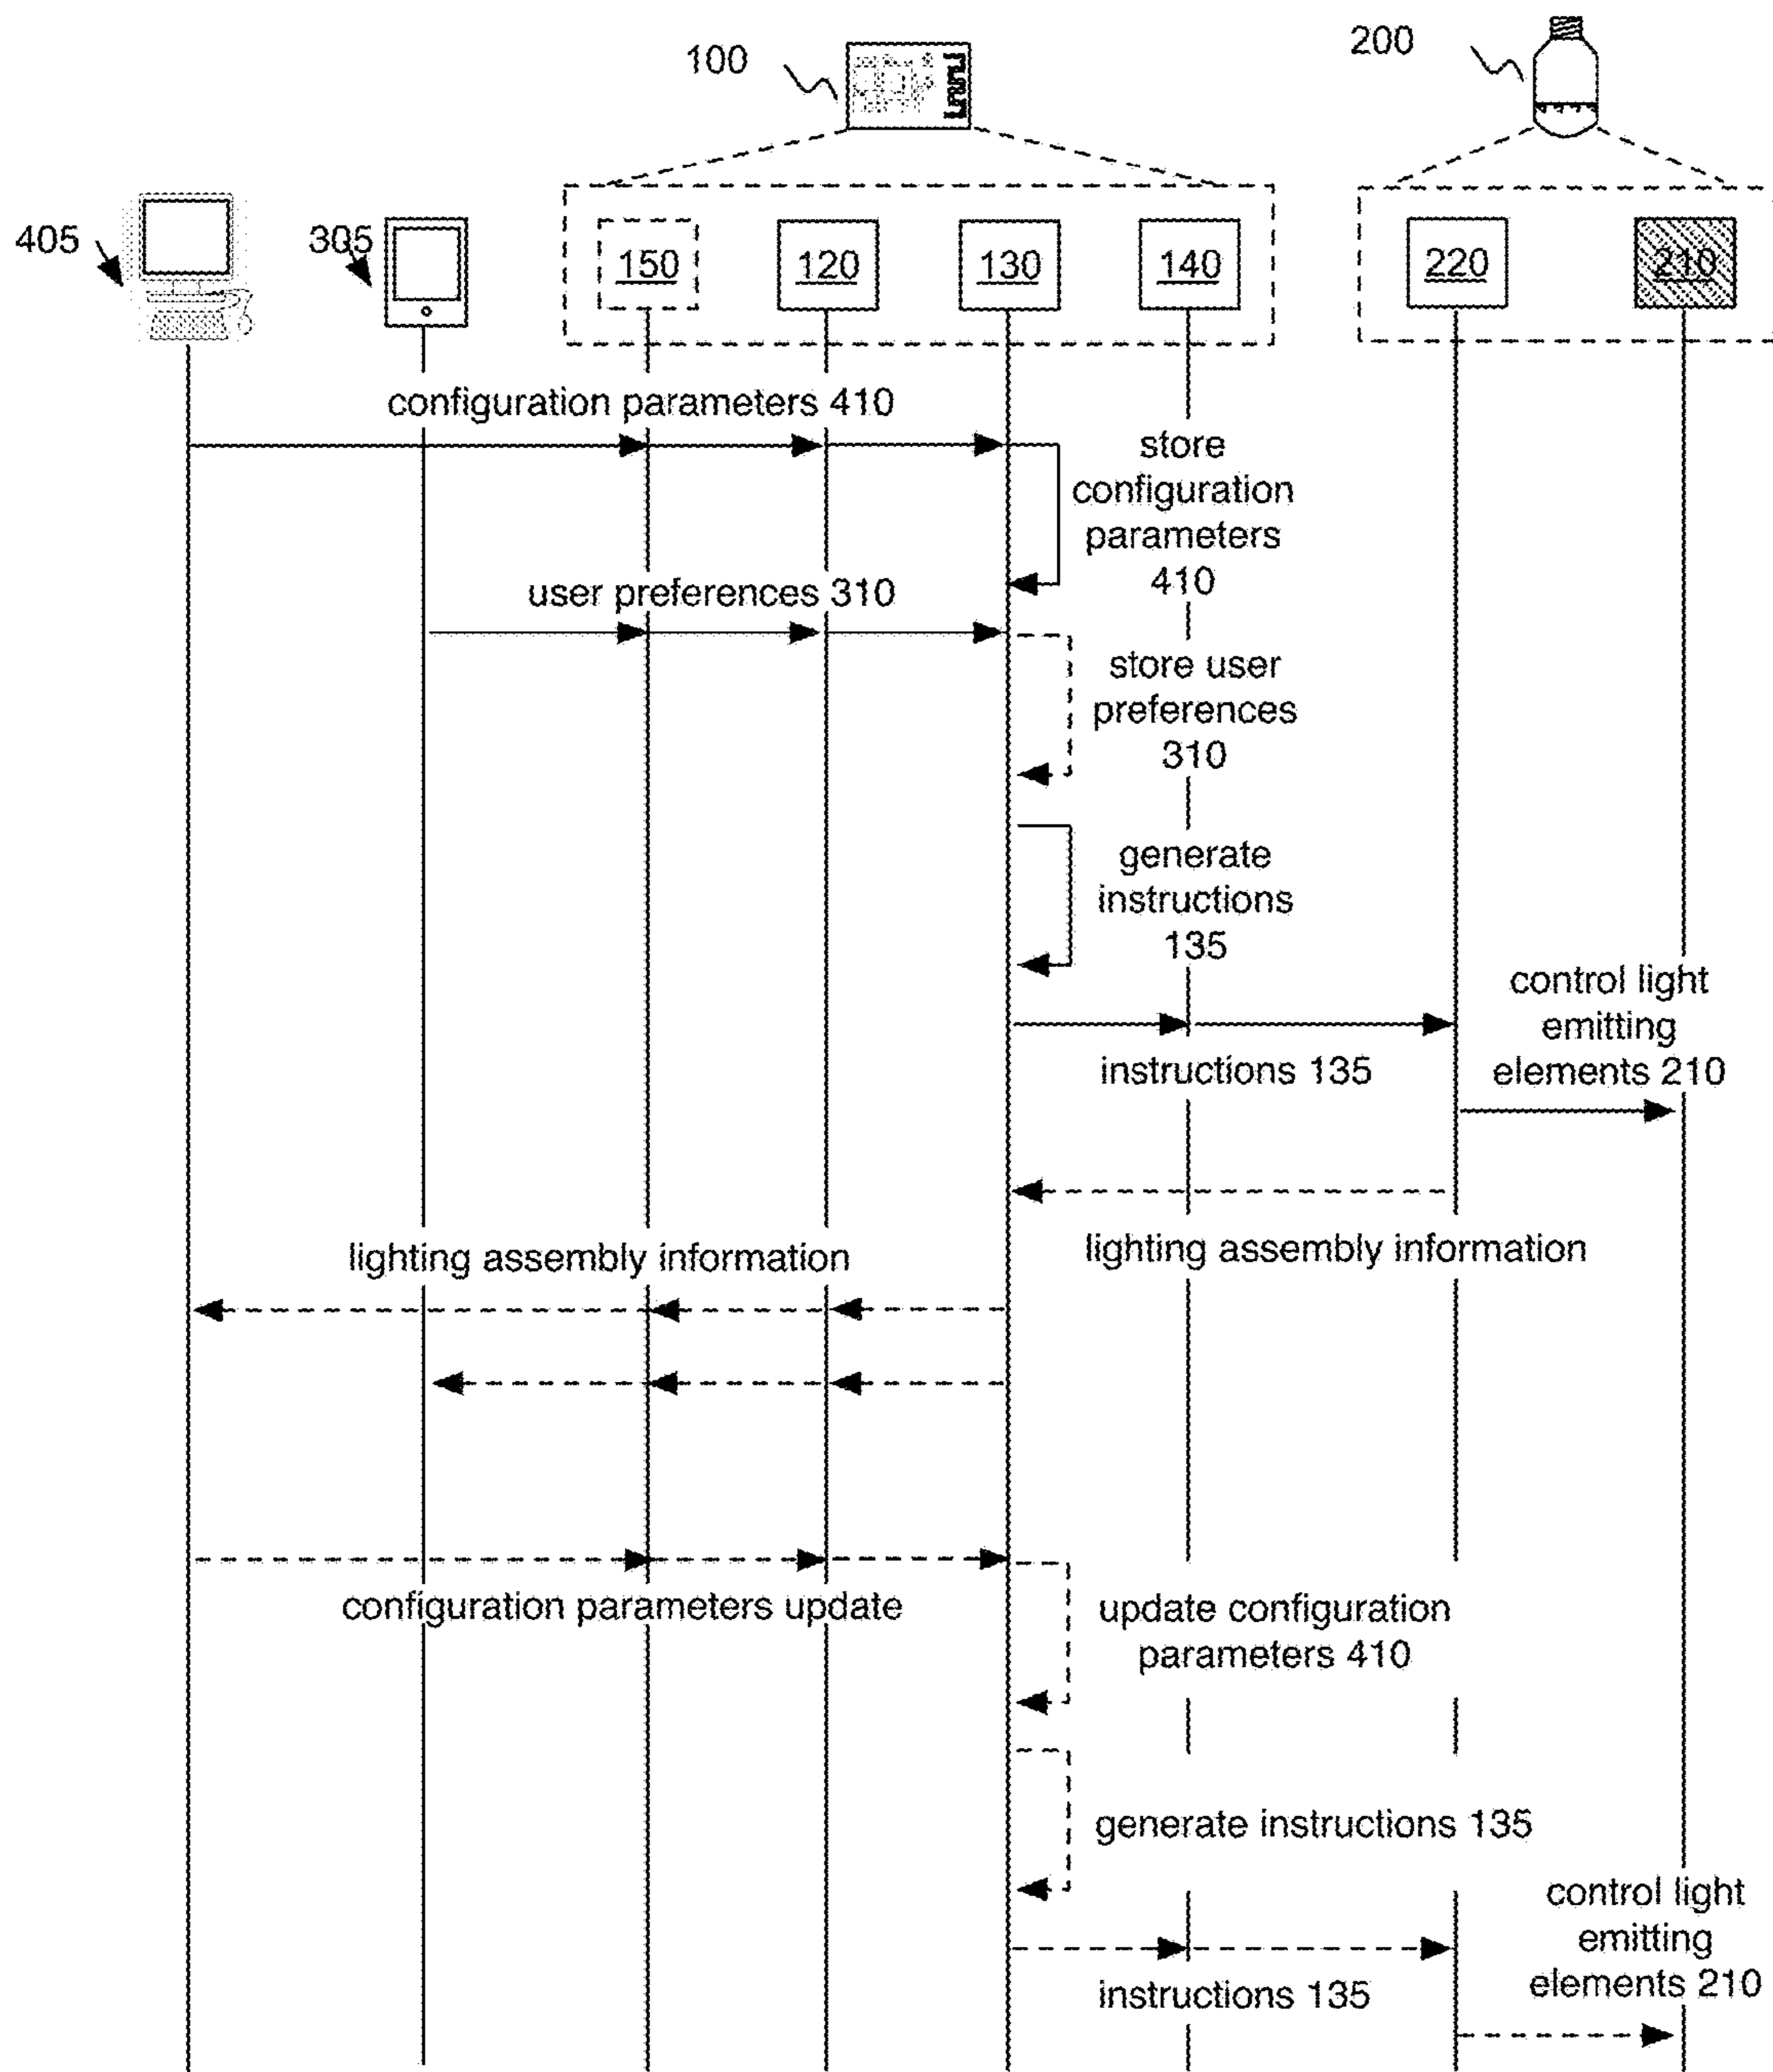 100
200
405
305
150
120
130
140
220
210
configuration parameters 410
store
configuration
parameters
410
user preferences 310
store user
preferences
310
generate
instructions
135
control light
emitting
elements 210
instructions 135
lighting assembly information
lighting assembly information
configuration parameters update
update configuration
parameters 410
generate instructions 135
control light
emitting
elements 210
instructions 135